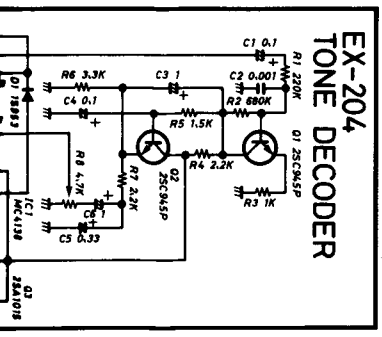 EX-204
TONE DECODER
C1 0.1
R1 220K
R6 3.3K
C3 1
C2 0.001
R2 680K
D1 1S953
C4 0.1
R5 1.5K
Q1
2SC945P
R4 2.2K
Q2
2SC945P
R7 2.2K
R3 1K
R8 4.7K
C6 1
IC1
MC4136
C5 0.33
Q3
2SA1015